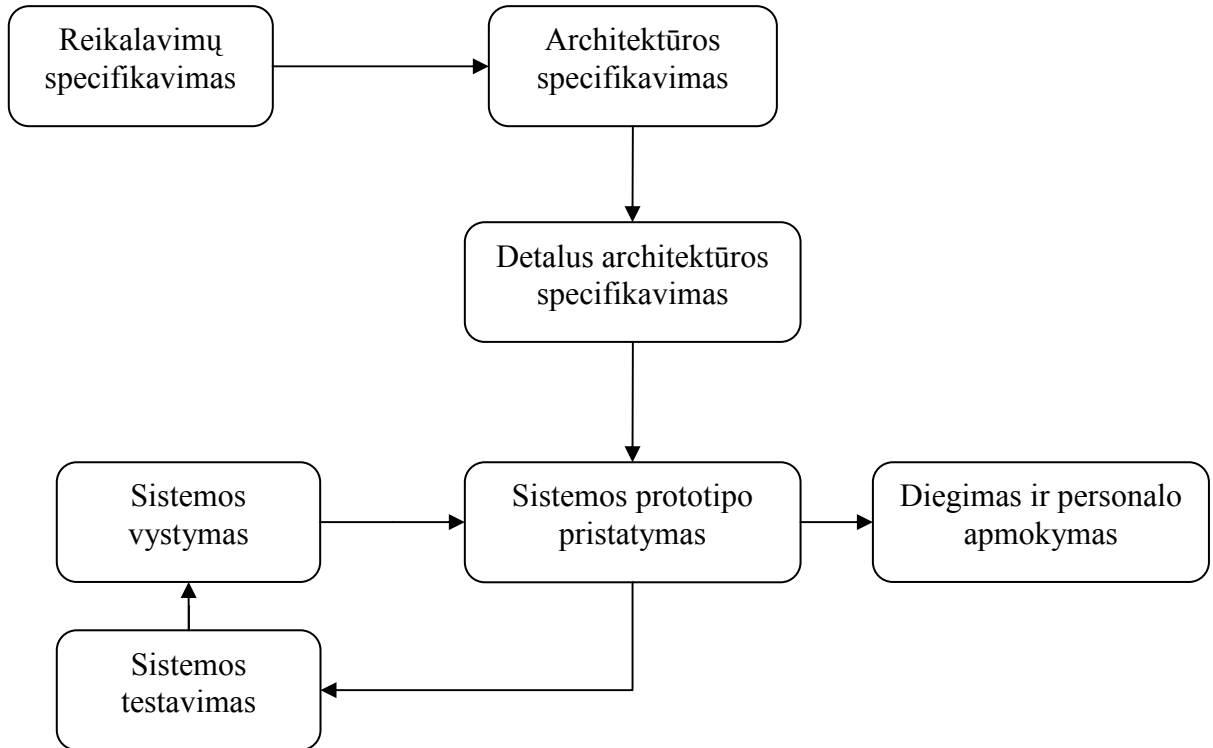 Reikalavimų
specifikavimas
Architektūros
specifikavimas
Detalus architektūros
specifikavimas
Sistemos
vystymas
Sistemos prototipo
pristatymas
Diegimas ir personalo
apmokymas
Sistemos
testavimas